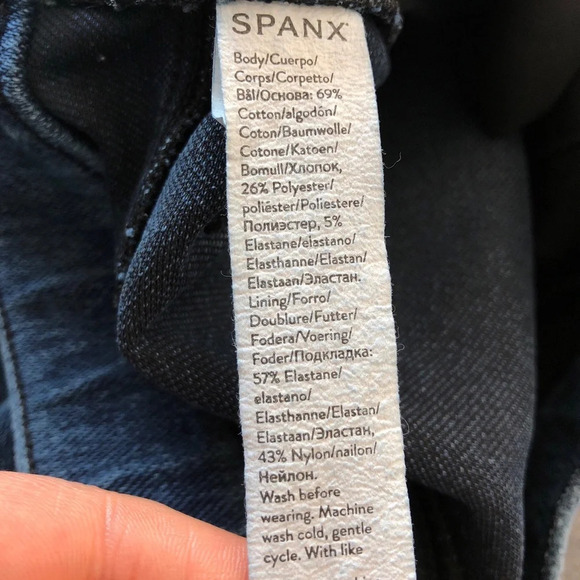 SPANX
Body/Cuerpo/
Corps/Corpetto/
Bål/Основа: 69%
Cotton/algodón/
Coton/Baumwolle/
Cotone/Katoen/
Bomull/Хлопок,
26% Polyester/
poliéster/Poliestere/
Полиэстер, 5%
Elastane/elastano/
Elasthanne/Elastan/
Elastaan/Эластан.
Lining/Forro/
Doublure/Futter/
Fodera/Voering/
Foder/Подкладка:
57% Elastane/
elastano/
Elasthanne/Elastan/
Elastaan/Эластан,
43% Nylon/nailon/
Нейлон.
Wash before
wearing. Machine
wash cold, gentle
cycle. With like